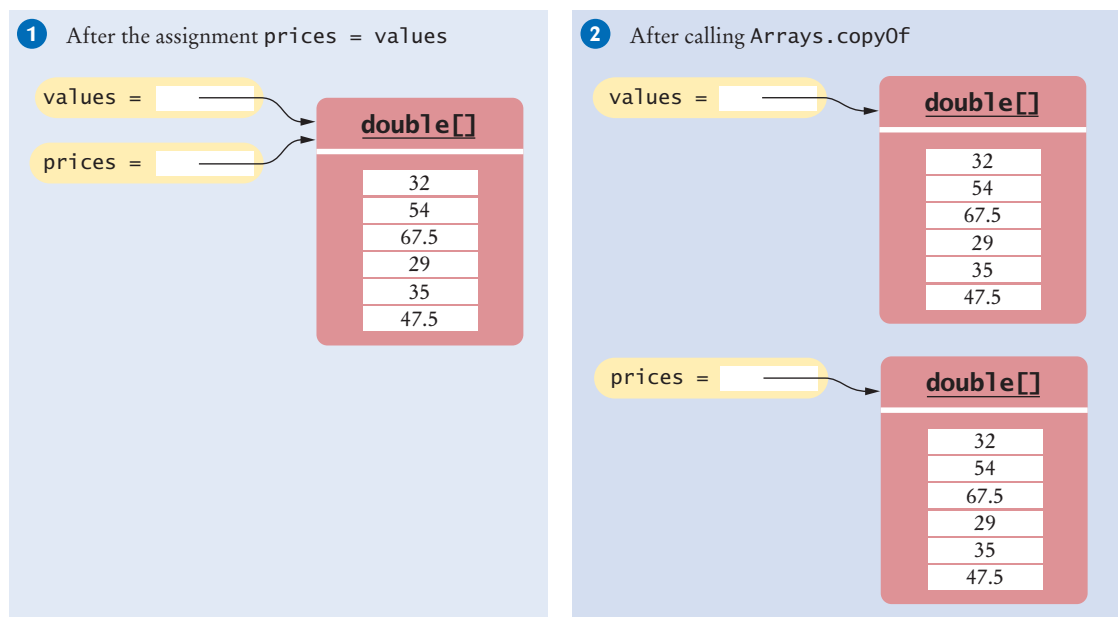 1 After the assignment prices = values
values =
prices =
double[]
32
54
67.5
29
35
47.5
2 After calling Arrays.copyOf
values =
double[]
32
54
67.5
29
35
47.5
prices =
double[]
32
54
67.5
29
35
47.5